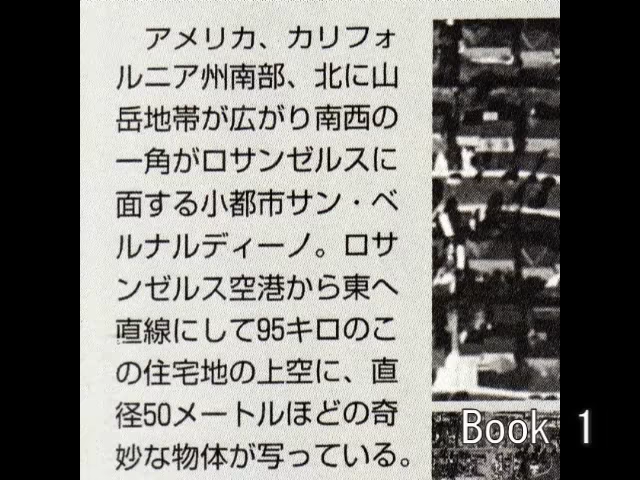 アメリカ、カリフォ
ルニア州南部、北に山
岳地帯が広がり南西の
一角がロサンゼルスに
面する小都市サン・ベ
ルナルディーノ。ロサ
ンゼルス空港から東へ
直線にして95キロのこ
の住宅地の上空に、直
径50メートルほどの奇
妙な物体が写っている。
Book 1